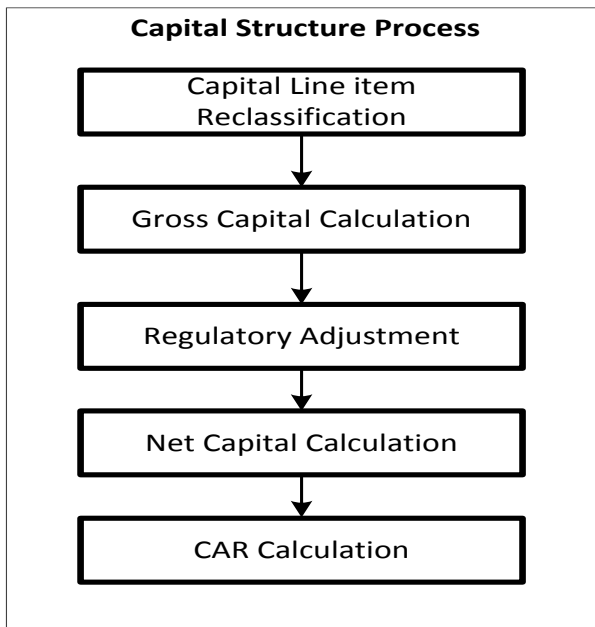 Capital Structure Process
Capital Line item
Reclassification
Gross Capital Calculation
Regulatory Adjustment
Net Capital Calculation
CAR Calculation